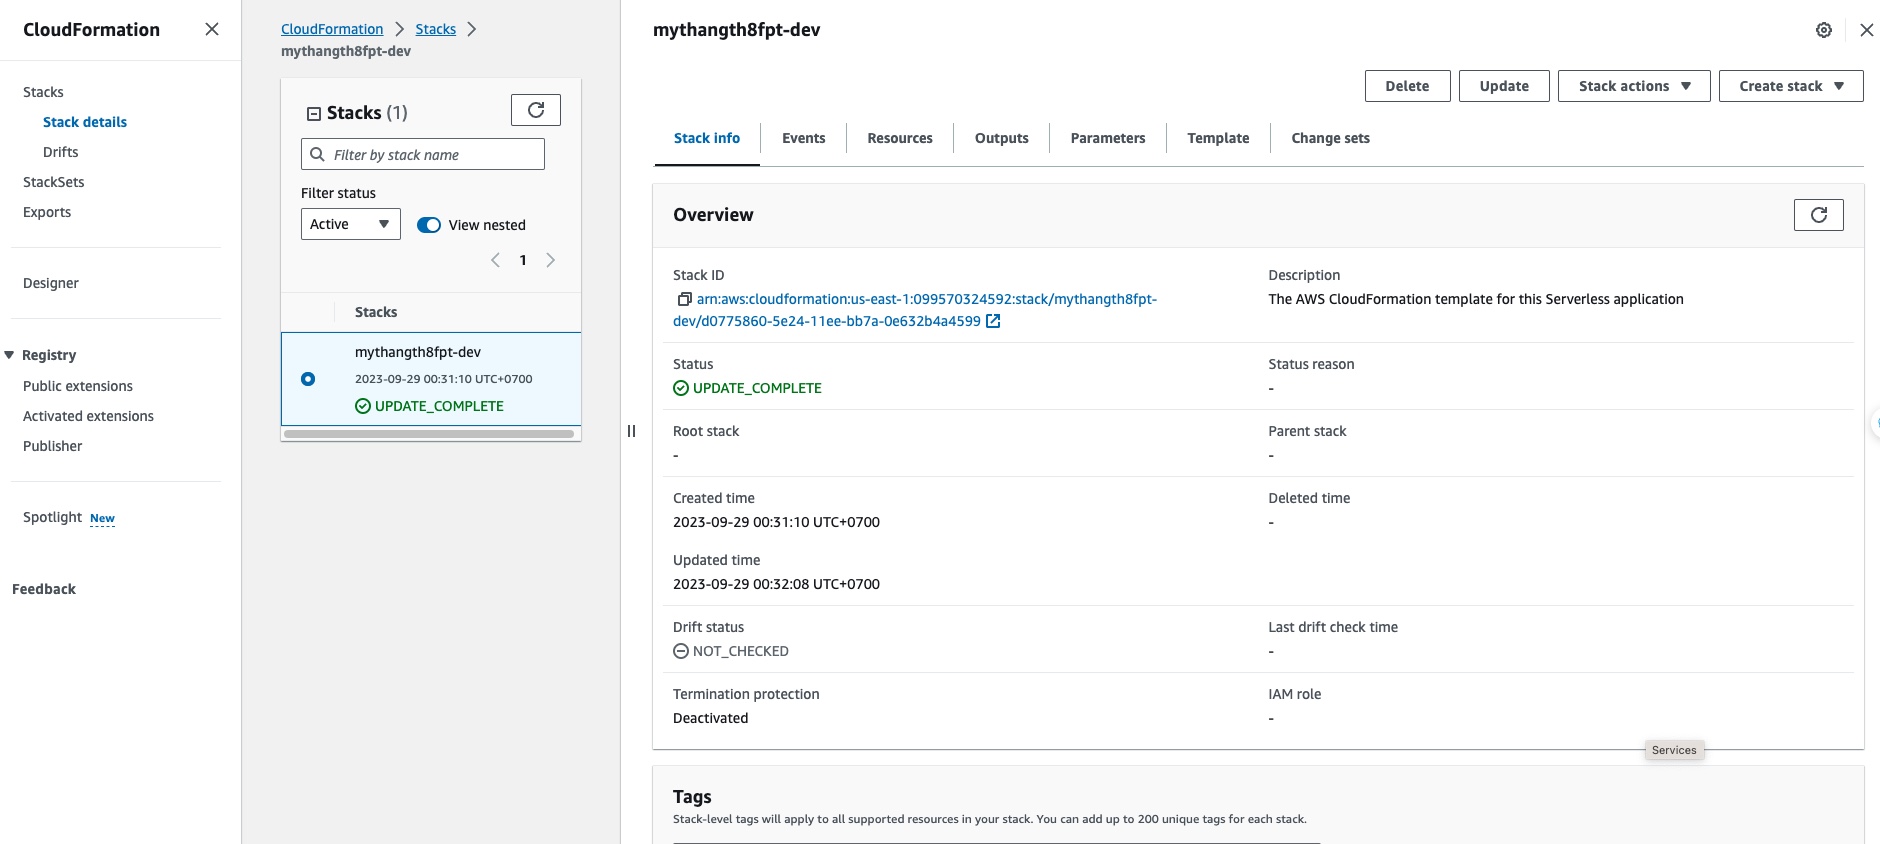 CloudFormation
Stacks
Stack details
Drifts
StackSets
Exports
Designer
Registry
Public extensions
Activated extensions
Publisher
Spotlight New
Feedback
CloudFormation Stacks
mythangth8fpt-dev
Stacks (1)
Filter by stack name
Filter status
Active View nested
1
Stacks
mythangth8fpt-dev
2023-09-29 00:31:10 UTC+0700
UPDATE_COMPLETE
mythangth8fpt-dev
Delete Update Stack actions Create stack
Stack info Events Resources Outputs Parameters Template Change sets
Overview
Stack ID
arn:aws:cloudformation:us-east-1:099570324592:stack/mythangth8fpt-
dev/d0775860-5e24-11ee-bb7a-0e632b4a4599
Description
The AWS CloudFormation template for this Serverless application
Status
UPDATE_COMPLETE
Status reason
-
Root stack
-
Parent stack
-
Created time
2023-09-29 00:31:10 UTC+0700
Deleted time
-
Updated time
2023-09-29 00:32:08 UTC+0700
Drift status
NOT_CHECKED
Last drift check time
-
Termination protection
Deactivated
IAM role
-
Services
Tags
Stack-level tags will apply to all supported resources in your stack. You can add up to 200 unique tags for each stack.